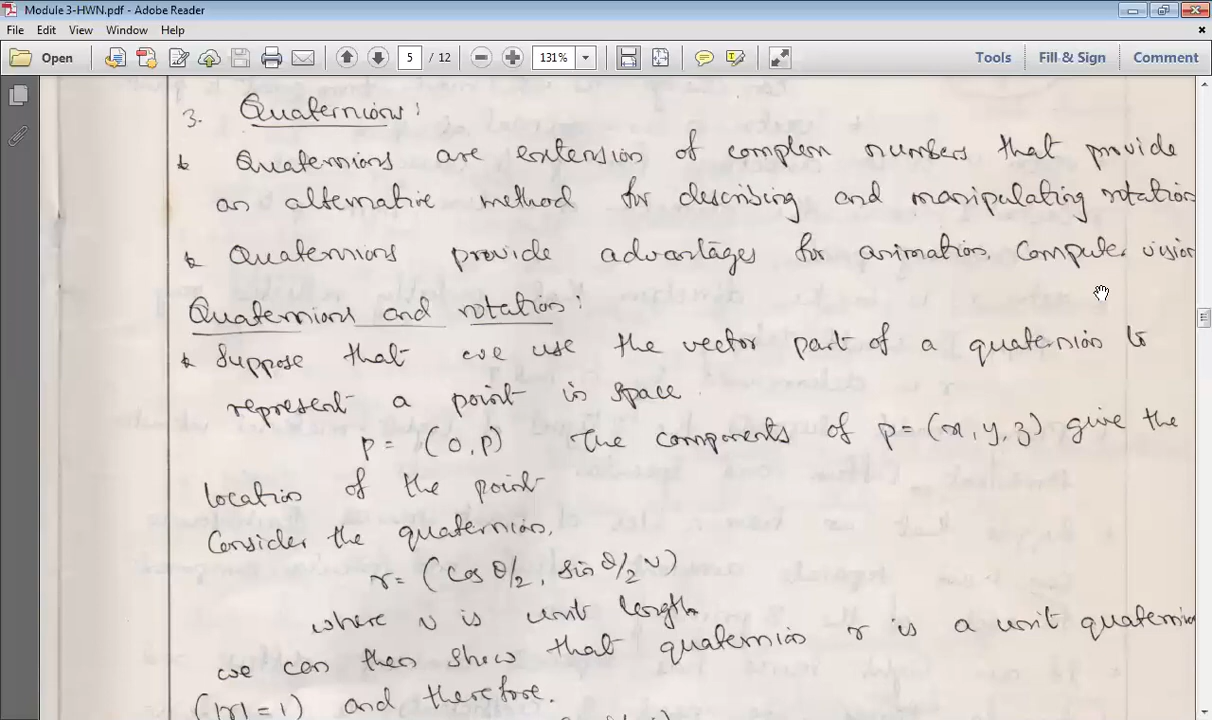 Module 3-HWN.pdf - Adobe Reader
File Edit View Window Help
Open 5 / 12 131% Tools Fill & Sign Comment
3. Quaternions:
* Quaternions are extension of complex numbers that provide
an alternative method for describing and manipulating rotation
* Quaternions provide advantages for animation. Computer vision
Quaternions and rotation:
* Suppose that we use the vector part of a quaternion to
represent a point in space
p = (0, p) The components of p = (x, y, z) give the
location of the point
Consider the quaternion,
r = (cos θ/2, sin θ/2 v)
where v is unit length
we can then show that quaternion r is a unit quaternion
(|r| = 1) and therefore.